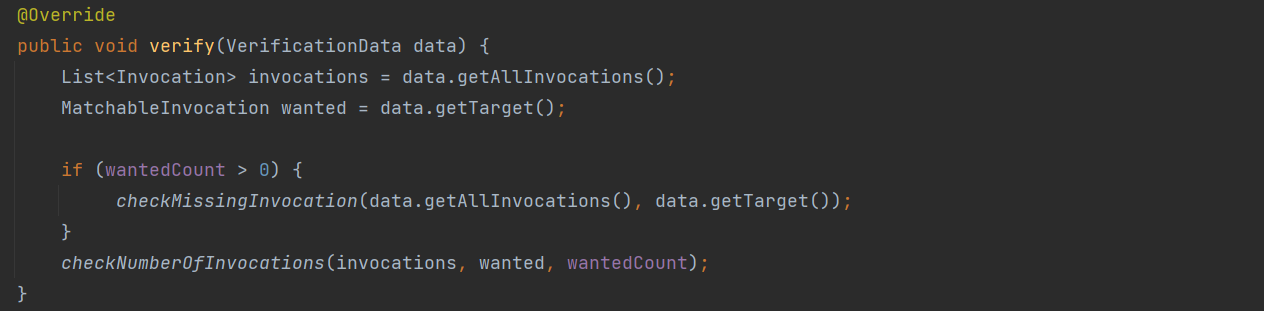 @Override
public void verify(VerificationData data) {
    List<Invocation> invocations = data.getAllInvocations();
    MatchableInvocation wanted = data.getTarget();

    if (wantedCount > 0) {
         checkMissingInvocation(data.getAllInvocations(), data.getTarget());
    }
    checkNumberOfInvocations(invocations, wanted, wantedCount);
}